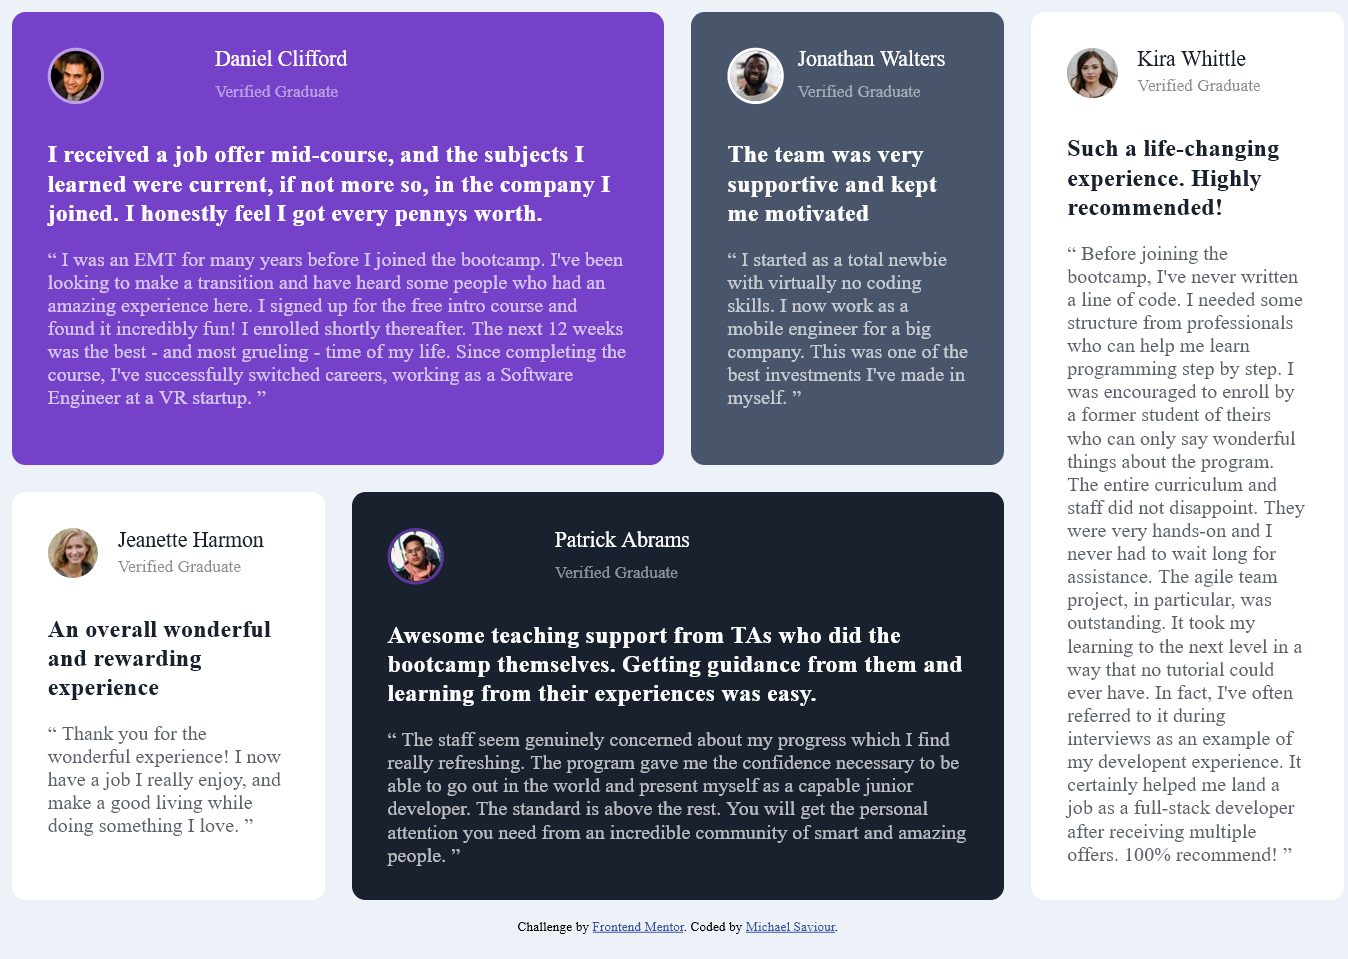 Daniel Clifford
Verified Graduate
I received a job offer mid-course, and the subjects I
learned were current, if not more so, in the company I
joined. I honestly feel I got every pennys worth.
“ I was an EMT for many years before I joined the bootcamp. I've been
looking to make a transition and have heard some people who had an
amazing experience here. I signed up for the free intro course and
found it incredibly fun! I enrolled shortly thereafter. The next 12 weeks
was the best - and most grueling - time of my life. Since completing the
course, I've successfully switched careers, working as a Software
Engineer at a VR startup. ”
Jonathan Walters
Verified Graduate
The team was very
supportive and kept
me motivated
“ I started as a total newbie
with virtually no coding
skills. I now work as a
mobile engineer for a big
company. This was one of the
best investments I've made in
myself. ”
Kira Whittle
Verified Graduate
Such a life-changing
experience. Highly
recommended!
“ Before joining the
bootcamp, I've never written
a line of code. I needed some
structure from professionals
who can help me learn
programming step by step. I
was encouraged to enroll by
a former student of theirs
who can only say wonderful
things about the program.
The entire curriculum and
staff did not disappoint. They
were very hands-on and I
never had to wait long for
assistance. The agile team
project, in particular, was
outstanding. It took my
learning to the next level in a
way that no tutorial could
ever have. In fact, I've often
referred to it during
interviews as an example of
my developent experience. It
certainly helped me land a
job as a full-stack developer
after receiving multiple
offers. 100% recommend! ”
Jeanette Harmon
Verified Graduate
An overall wonderful
and rewarding
experience
“ Thank you for the
wonderful experience! I now
have a job I really enjoy, and
make a good living while
doing something I love. ”
Patrick Abrams
Verified Graduate
Awesome teaching support from TAs who did the
bootcamp themselves. Getting guidance from them and
learning from their experiences was easy.
“ The staff seem genuinely concerned about my progress which I find
really refreshing. The program gave me the confidence necessary to be
able to go out in the world and present myself as a capable junior
developer. The standard is above the rest. You will get the personal
attention you need from an incredible community of smart and amazing
people. ”
Challenge by Frontend Mentor. Coded by Michael Saviour.